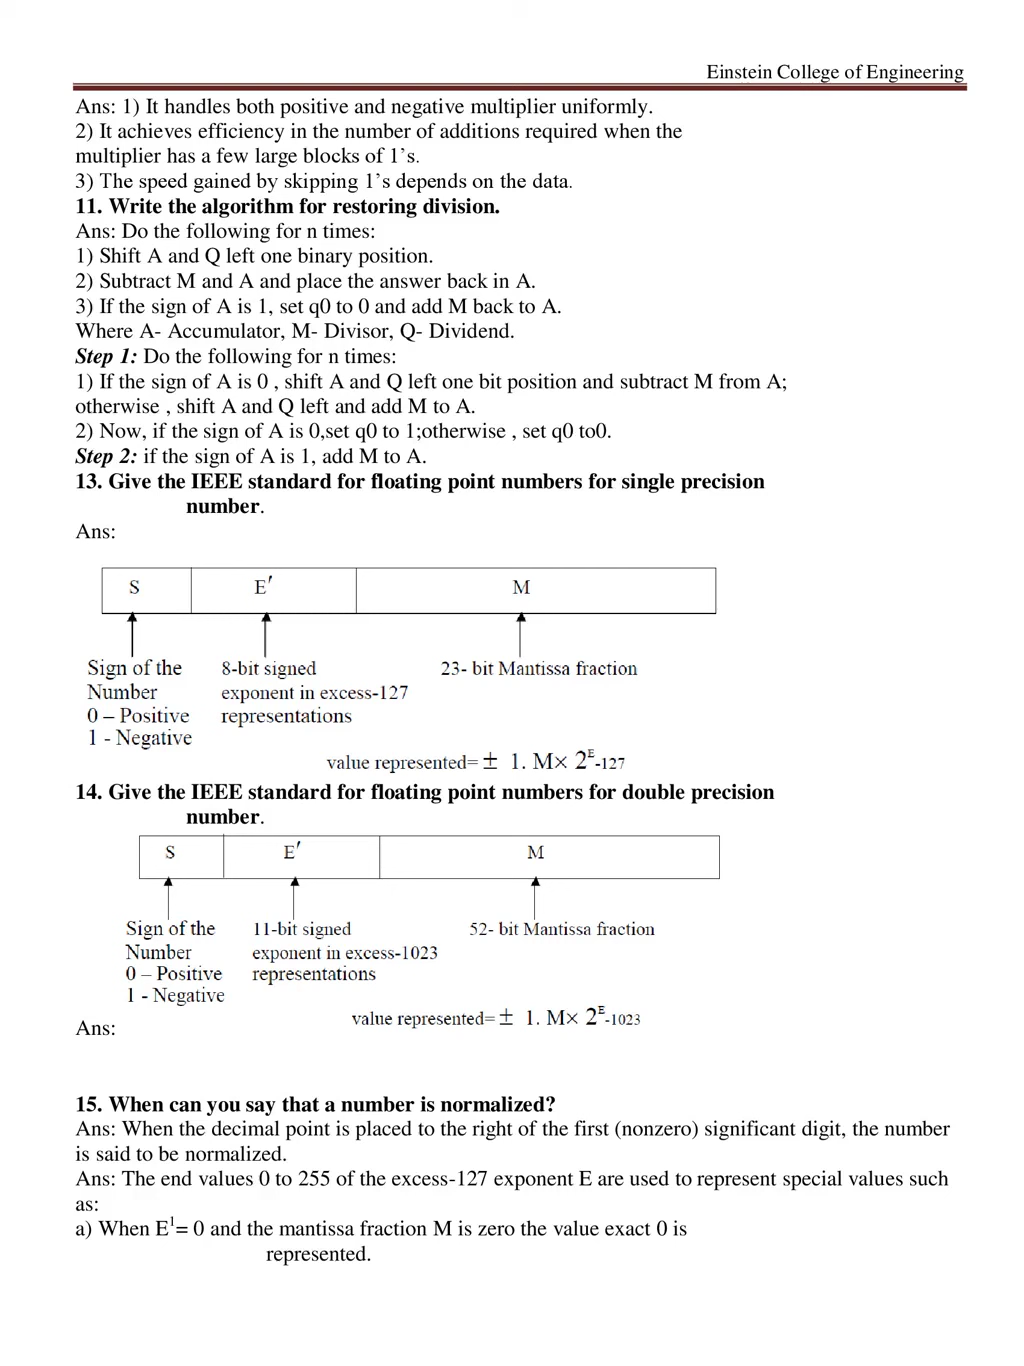 Einstein College of Engineering
Ans: 1) It handles both positive and negative multiplier uniformly.
2) It achieves efficiency in the number of additions required when the
multiplier has a few large blocks of 1’s.
3) The speed gained by skipping 1’s depends on the data.
11. Write the algorithm for restoring division.
Ans: Do the following for n times:
1) Shift A and Q left one binary position.
2) Subtract M and A and place the answer back in A.
3) If the sign of A is 1, set q0 to 0 and add M back to A.
Where A- Accumulator, M- Divisor, Q- Dividend.
Step 1: Do the following for n times:
1) If the sign of A is 0 , shift A and Q left one bit position and subtract M from A;
otherwise , shift A and Q left and add M to A.
2) Now, if the sign of A is 0,set q0 to 1;otherwise , set q0 to0.
Step 2: if the sign of A is 1, add M to A.
13. Give the IEEE standard for floating point numbers for single precision
number.
Ans:
S E′ M
Sign of the 8-bit signed 23- bit Mantissa fraction
Number exponent in excess-127
0 – Positive representations
1 - Negative
value represented= ± 1. M× 2^E-127
14. Give the IEEE standard for floating point numbers for double precision
number.
S E′ M
Sign of the 11-bit signed 52- bit Mantissa fraction
Number exponent in excess-1023
0 – Positive representations
1 - Negative
value represented= ± 1. M× 2^E-1023
Ans:
15. When can you say that a number is normalized?
Ans: When the decimal point is placed to the right of the first (nonzero) significant digit, the number
is said to be normalized.
Ans: The end values 0 to 255 of the excess-127 exponent E are used to represent special values such
as:
a) When E^1= 0 and the mantissa fraction M is zero the value exact 0 is
represented.